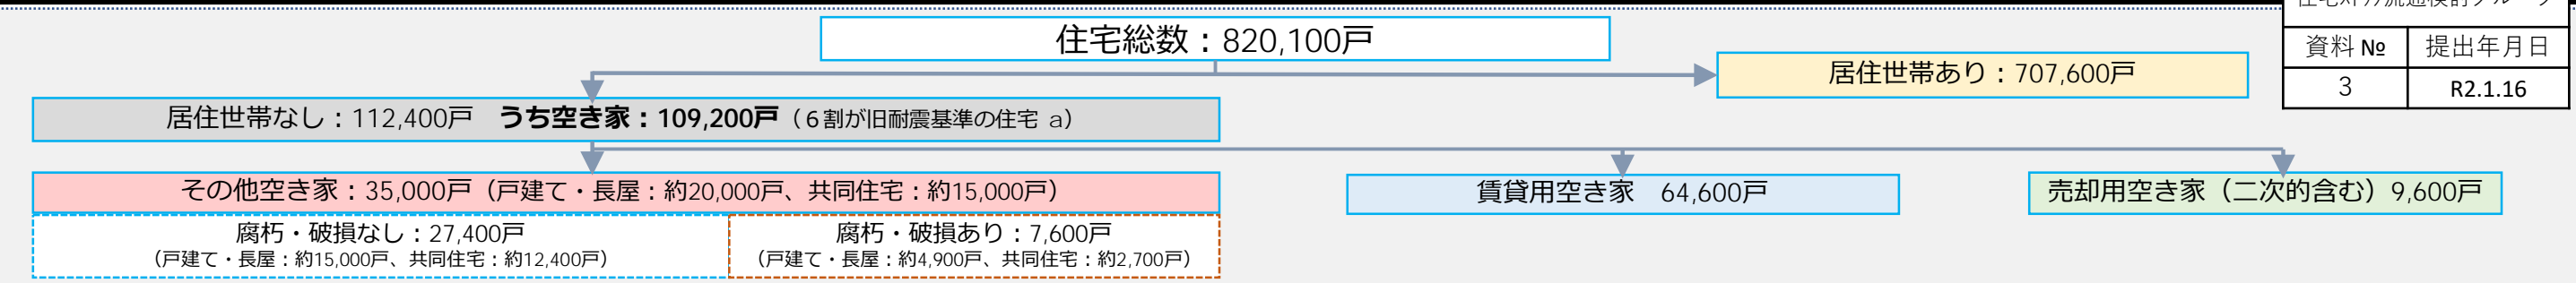 住宅総数：820,100戸
資料 № 提出年月日
3 R2.1.16
居住世帯あり：707,600戸
居住世帯なし：112,400戸　うち空き家：109,200戸（６割が旧耐震基準の住宅 a）
その他空き家：35,000戸（戸建て・長屋：約20,000戸、共同住宅：約15,000戸）
賃貸用空き家　64,600戸
売却用空き家（二次的含む）9,600戸
腐朽・破損なし：27,400戸
（戸建て・長屋：約15,000戸、共同住宅：約12,400戸）
腐朽・破損あり：7,600戸
（戸建て・長屋：約4,900戸、共同住宅：約2,700戸）